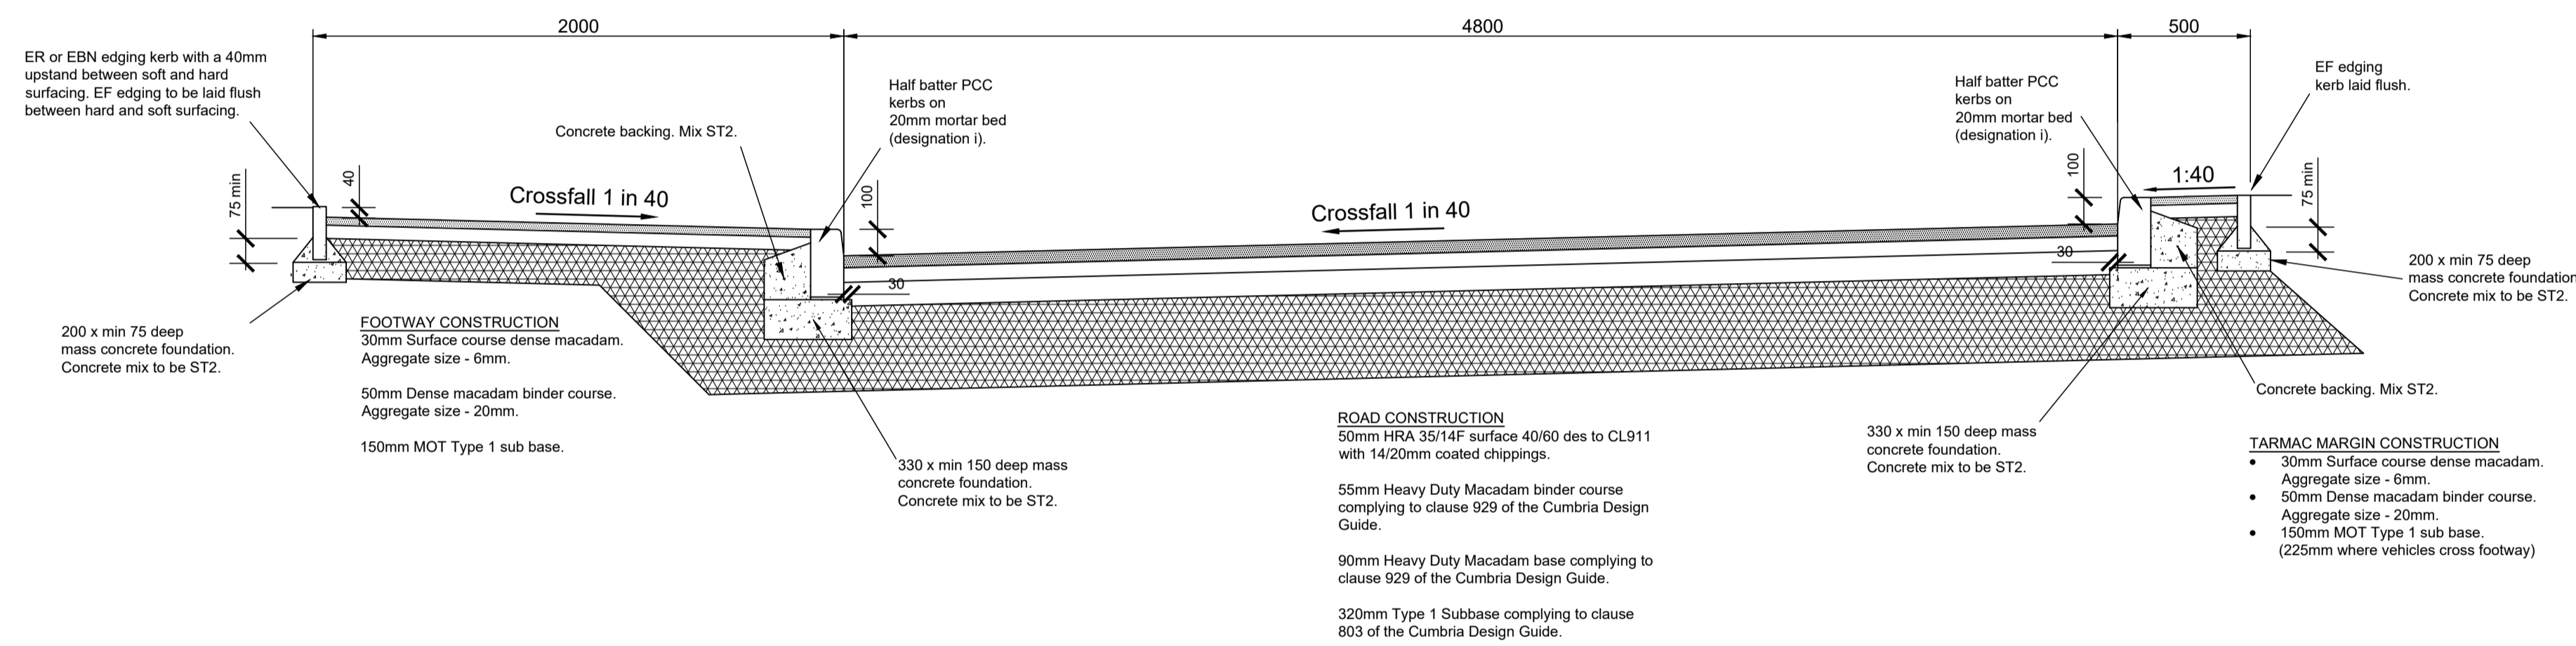 2000
4800
500
ER or EBN edging kerb with a 40mm
upstand between soft and hard
surfacing. EF edging to be laid flush
between hard and soft surfacing.
Concrete backing. Mix ST2.
Half batter PCC
kerbs on
20mm mortar bed
(designation i).
Half batter PCC
kerbs on
20mm mortar bed
(designation i).
EF edging
kerb laid flush.
75 min
40
Crossfall 1 in 40
100
Crossfall 1 in 40
100
1:40
75 min
30
30
200 x min 75 deep
mass concrete foundation.
Concrete mix to be ST2.
FOOTWAY CONSTRUCTION
30mm Surface course dense macadam.
Aggregate size - 6mm.
50mm Dense macadam binder course.
Aggregate size - 20mm.
150mm MOT Type 1 sub base.
330 x min 150 deep mass
concrete foundation.
Concrete mix to be ST2.
ROAD CONSTRUCTION
50mm HRA 35/14F surface 40/60 des to CL911
with 14/20mm coated chippings.
55mm Heavy Duty Macadam binder course
complying to clause 929 of the Cumbria Design
Guide.
90mm Heavy Duty Macadam base complying to
clause 929 of the Cumbria Design Guide.
320mm Type 1 Subbase complying to clause
803 of the Cumbria Design Guide.
330 x min 150 deep mass
concrete foundation.
Concrete mix to be ST2.
200 x min 75 deep
mass concrete foundation
Concrete mix to be ST2.
Concrete backing. Mix ST2.
TARMAC MARGIN CONSTRUCTION
• 30mm Surface course dense macadam.
Aggregate size - 6mm.
• 50mm Dense macadam binder course.
Aggregate size - 20mm.
• 150mm MOT Type 1 sub base.
(225mm where vehicles cross footway)